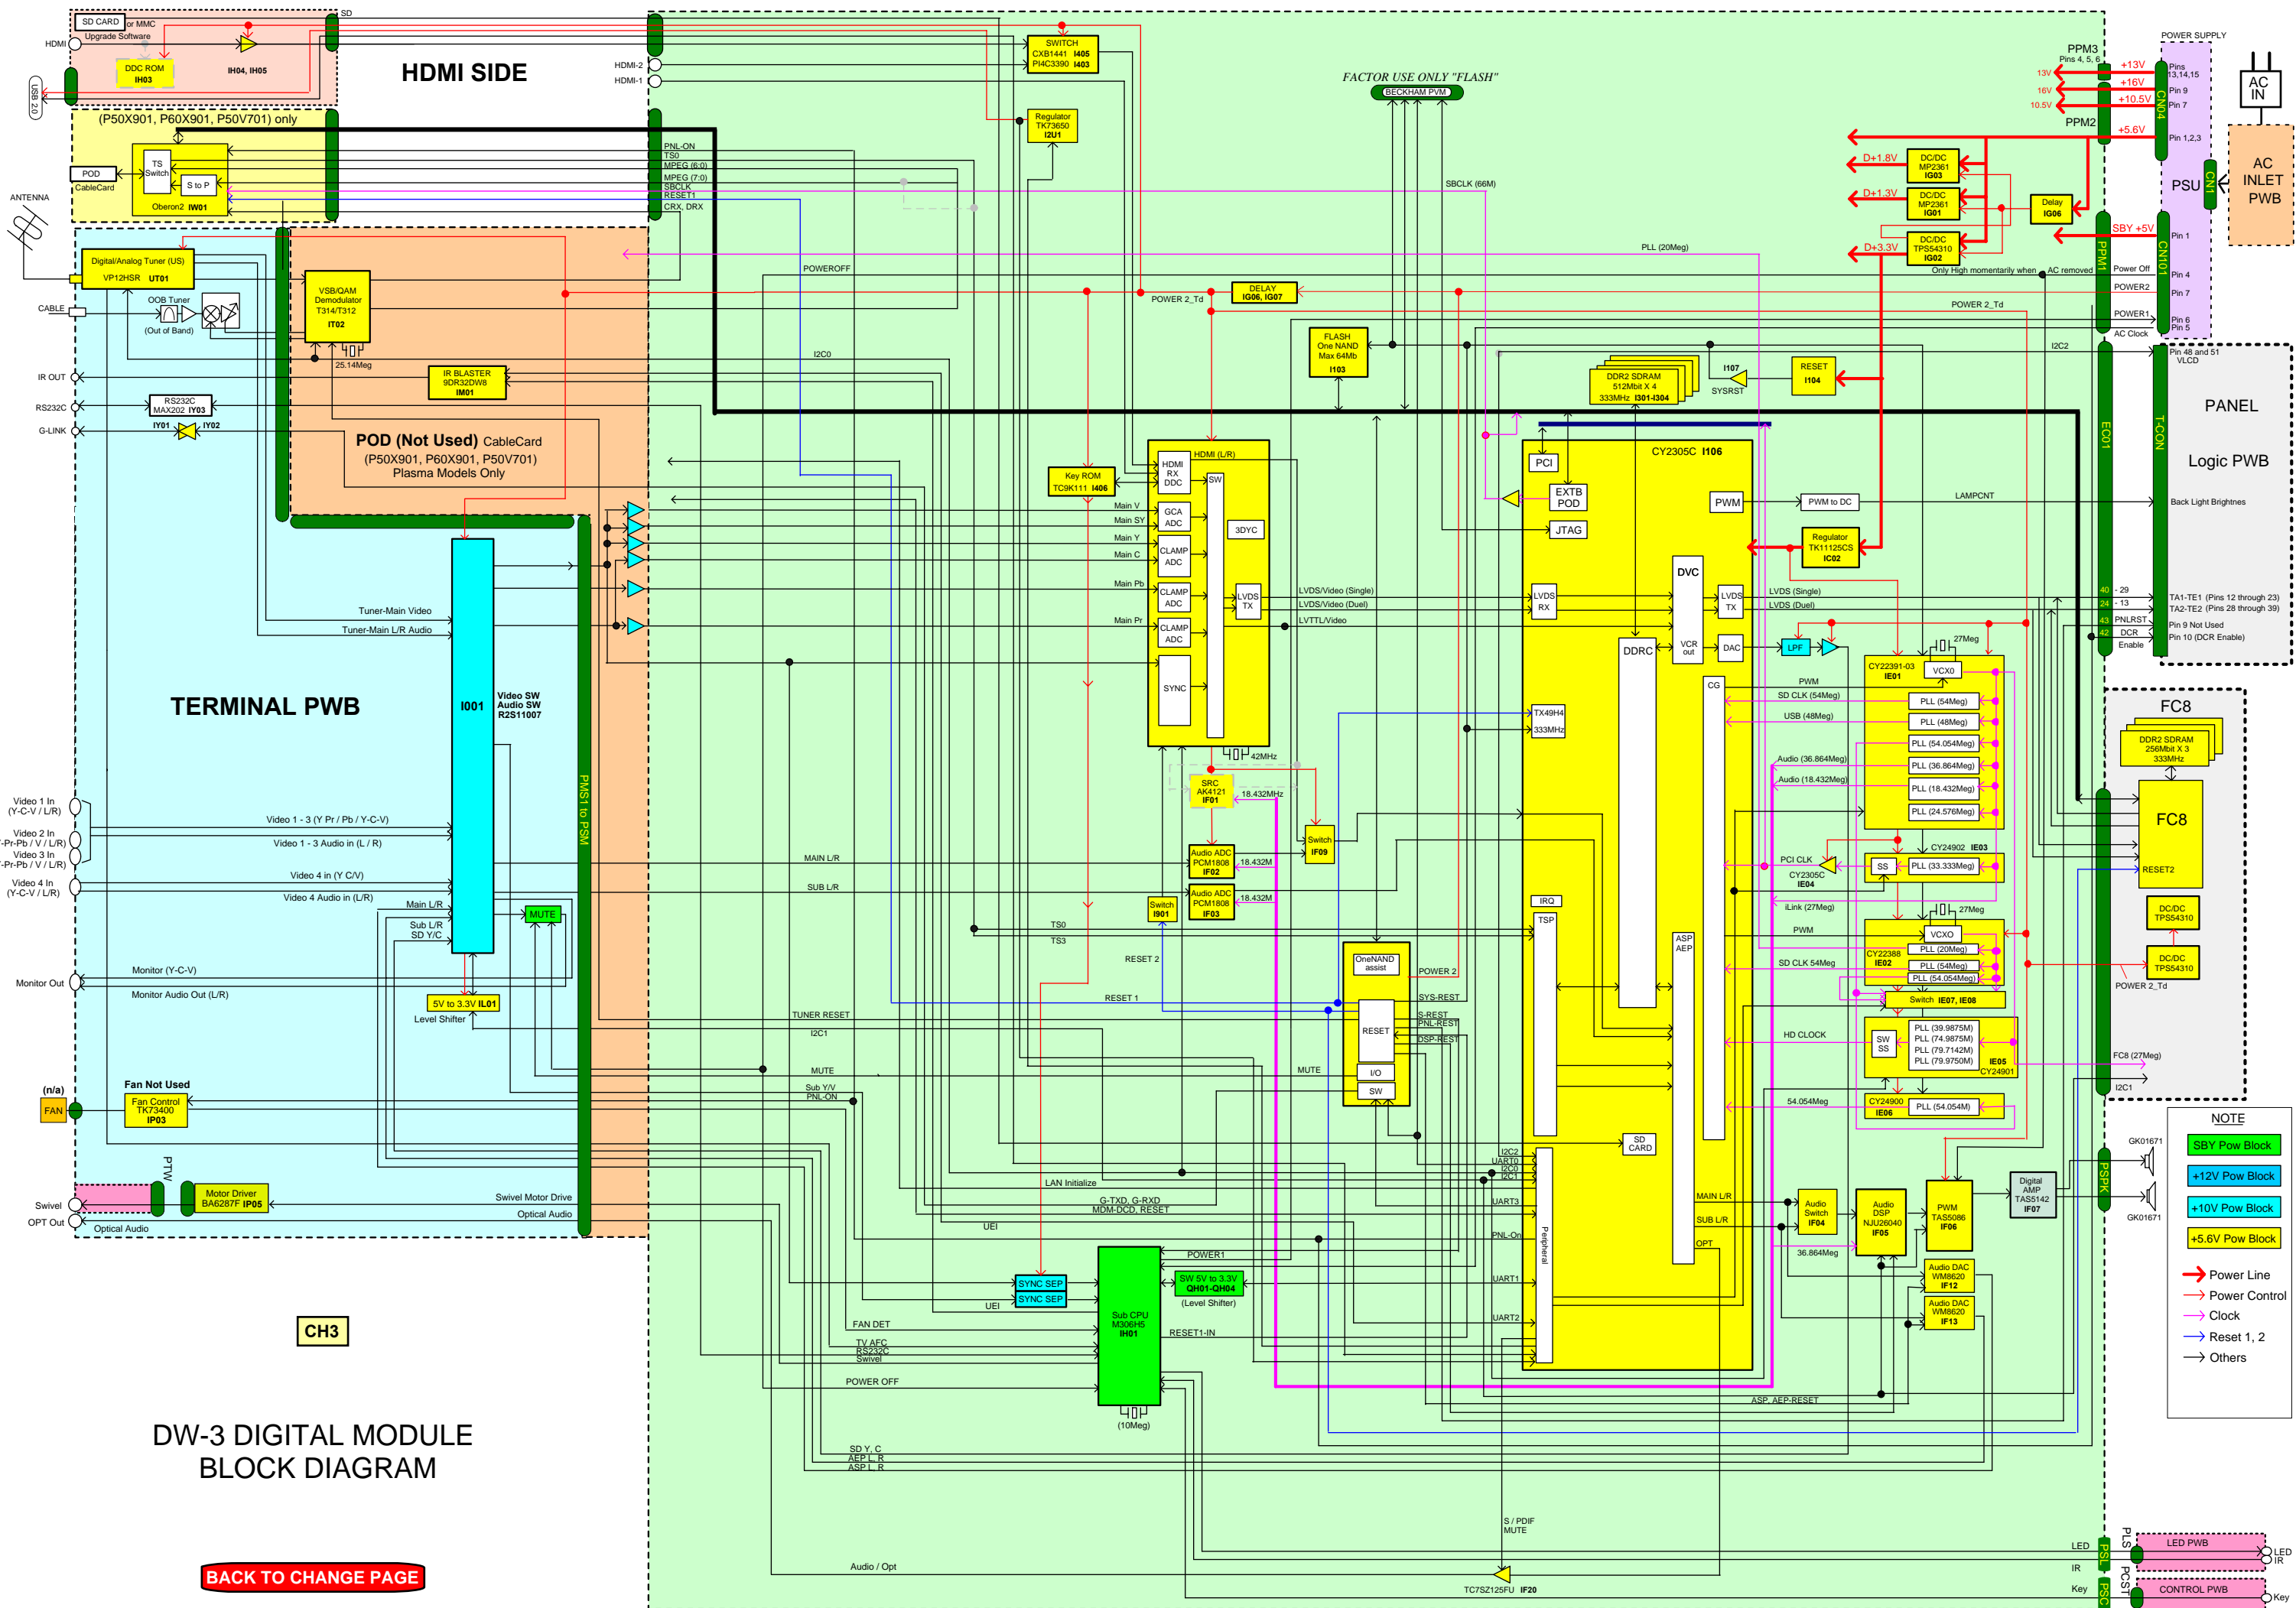 SD CARD
or MMC
SD
Upgrade Software
HDMI
DDC ROM
IH03
IH04, IH05
USB 2.0
HDMI SIDE
HDMI-2
HDMI-1
SWITCH
CXB1441 I405
PI4C3390 I403
FACTOR USE ONLY "FLASH"
BECKHAM PVM
Regulator
TK73650
I2U1
(P50X901, P60X901, P50V701) only
POD
CableCard
TS
Switch
S to P
Oberon2 IW01
PNL-ON
TS0
MPEG (6:0)
MPEG (7:0)
SBCLK
RESET1
CRX, DRX
SBCLK (66M)
PPM3
Pins 4, 5, 6
13V
+13V
16V
+16V
10.5V
+10.5V
PPM2
+5.6V
POWER SUPPLY
Pins
13,14,15
Pin 9
Pin 7
Pin 1,2,3
CN04
AC
IN
AC
INLET
PWB
PSU
CN1
D+1.8V
DC/DC
MP2361
IG03
D+1.3V
DC/DC
MP2361
IG01
Delay
IG06
D+3.3V
DC/DC
TPS54310
IG02
SBY +5V
Pin 1
PPM1
CN101
Only High momentarily when AC removed
Power Off
Pin 4
POWER2
Pin 7
POWER 2_Td
POWER1
Pin 6
Pin 5
AC Clock
ANTENNA
Digital/Analog Tuner (US)
VP12HSR UT01
CABLE
OOB Tuner
(Out of Band)
VSB/QAM
Demodulator
T314/T312
IT02
25.14Meg
POWEROFF
PLL (20Meg)
POWER 2_Td
DELAY
IG06, IG07
FLASH
One NAND
Max 64Mb
I103
I2C0
I2C2
Pin 48 and 51
VLCD
DDR2 SDRAM
512Mbit X 4
333MHz I301-I304
I107
SYSRST
RESET
I104
IR OUT
IR BLASTER
9DR32DW8
IM01
RS232C
RS232C
MAX202 IY03
G-LINK
IY01
IY02
POD (Not Used) CableCard
(P50X901, P60X901, P50V701)
Plasma Models Only
EC01
T-CON
PANEL
Logic PWB
Key ROM
TC9K111 I406
HDMI
RX
DDC
HDMI (L/R)
SW
GCA
ADC
3DYC
CLAMP
ADC
CLAMP
ADC
CLAMP
ADC
SYNC
LVDS
TX
Main V
Main SY
Main Y
Main C
Main Pb
Main Pr
LVDS/Video (Single)
LVDS/Video (Duel)
LVTTL/Video
42MHz
CY2305C I106
PCI
EXTB
POD
JTAG
PWM
PWM to DC
LAMPCNT
Back Light Brightnes
Regulator
TK11125CS
IC02
DVC
LVDS
RX
LVDS
TX
VCR
out
DAC
DDRC
CG
LVDS (Single)
LVDS (Duel)
40 - 29
24 - 13
43 PNLRST
42 DCR
Enable
TA1-TE1 (Pins 12 through 23)
TA2-TE2 (Pins 28 through 39)
Pin 9 Not Used
Pin 10 (DCR Enable)
LPF
27Meg
CY22391-03
IE01
VCX0
PWM
SD CLK (54Meg)
PLL (54Meg)
USB (48Meg)
PLL (48Meg)
PLL (54.054Meg)
Audio (36.864Meg)
PLL (36.864Meg)
Audio (18.432Meg)
PLL (18.432Meg)
PLL (24.576Meg)
CY24902 IE03
PCI CLK
SS
PLL (33.333Meg)
CY2305C
IE04
iLink (27Meg)
27Meg
PWM
VCXO
CY22388
IE02
PLL (20Meg)
SD CLK 54Meg
PLL (54Meg)
PLL (54.054Meg)
Switch IE07, IE08
HD CLOCK
SW
SS
PLL (39.9875M)
PLL (74.9875M)
PLL (79.7142M)
PLL (79.9750M)
IE05
CY24901
54.054Meg
CY24900
IE06
PLL (54.054M)
FC8
DDR2 SDRAM
256Mbit X 3
333MHz
FC8
RESET2
DC/DC
TPS54310
DC/DC
TPS54310
POWER 2_Td
FC8 (27Meg)
I2C1
TERMINAL PWB
Tuner-Main Video
Tuner-Main L/R Audio
I001
Video SW
Audio SW
R2S11007
PMS1 to PSM
Video 1 In
(Y-C-V / L/R)
Video 2 In
-Pr-Pb / V / L/R)
Video 3 In
-Pr-Pb / V / L/R)
Video 4 In
(Y-C-V / L/R)
Video 1 - 3 (Y Pr / Pb / Y-C-V)
Video 1 - 3 Audio in (L / R)
Video 4 in (Y C/V)
Video 4 Audio in (L/R)
Main L/R
Sub L/R
SD Y/C
MUTE
Monitor Out
Monitor (Y-C-V)
Monitor Audio Out (L/R)
5V to 3.3V IL01
Level Shifter
(n/a)
FAN
Fan Not Used
Fan Control
TK73400
IP03
PTV
Motor Driver
BA6287F IP05
Swivel
OPT Out
Optical Audio
Swivel Motor Drive
Optical Audio
SRC
AK4121
IF01
18.432MHz
Audio ADC
PCM1808
IF02
18.432M
Audio ADC
PCM1808
IF03
18.432M
Switch
IF09
Switch
I901
MAIN L/R
SUB L/R
TX49H4
333MHz
IRQ
TSP
ASP
AEP
TS0
TS3
RESET 2
RESET 1
TUNER RESET
I2C1
MUTE
Sub Y/V
PNL-ON
OneNAND
assist
RESET
I/O
SW
MUTE
POWER 2
SYS-REST
S-REST
PNL-REST
DSP-REST
SD
CARD
I2C2
UART0
I2C0
I2C1
LAN Initialize
G-TXD, G-RXD
MDM-DCD, RESET
UEI
UART3
PNL-On
Peripheral
UART1
UART2
MAIN L/R
SUB L/R
OPT
Audio
Switch
IF04
36.864Meg
Audio
DSP
NJU26040
IF05
PWM
TAS5086
IF06
Digital
AMP
TAS5142
IF07
Audio DAC
WM8620
IF12
Audio DAC
WM8620
IF13
PSPK
GK01671
GK01671
SYNC SEP
SYNC SEP
UEI
FAN DET
TV AFC
RS232C
Swivel
POWER OFF
Sub CPU
M306H5
IH01
(10Meg)
POWER1
SW 5V to 3.3V
QH01-QH04
(Level Shifter)
RESET1-IN
ASP, AEP-RESET
SD Y, C
AEP L, R
ASP L, R
S / PDIF
MUTE
Audio / Opt
TC7SZ125FU IF20
NOTE
SBY Pow Block
+12V Pow Block
+10V Pow Block
+5.6V Pow Block
Power Line
Power Control
Clock
Reset 1, 2
Others
CH3
DW-3 DIGITAL MODULE
BLOCK DIAGRAM
BACK TO CHANGE PAGE
LED
IR
Key
PSL
PLS
LED PWB
LED
IR
PSC
PCST
CONTROL PWB
Key